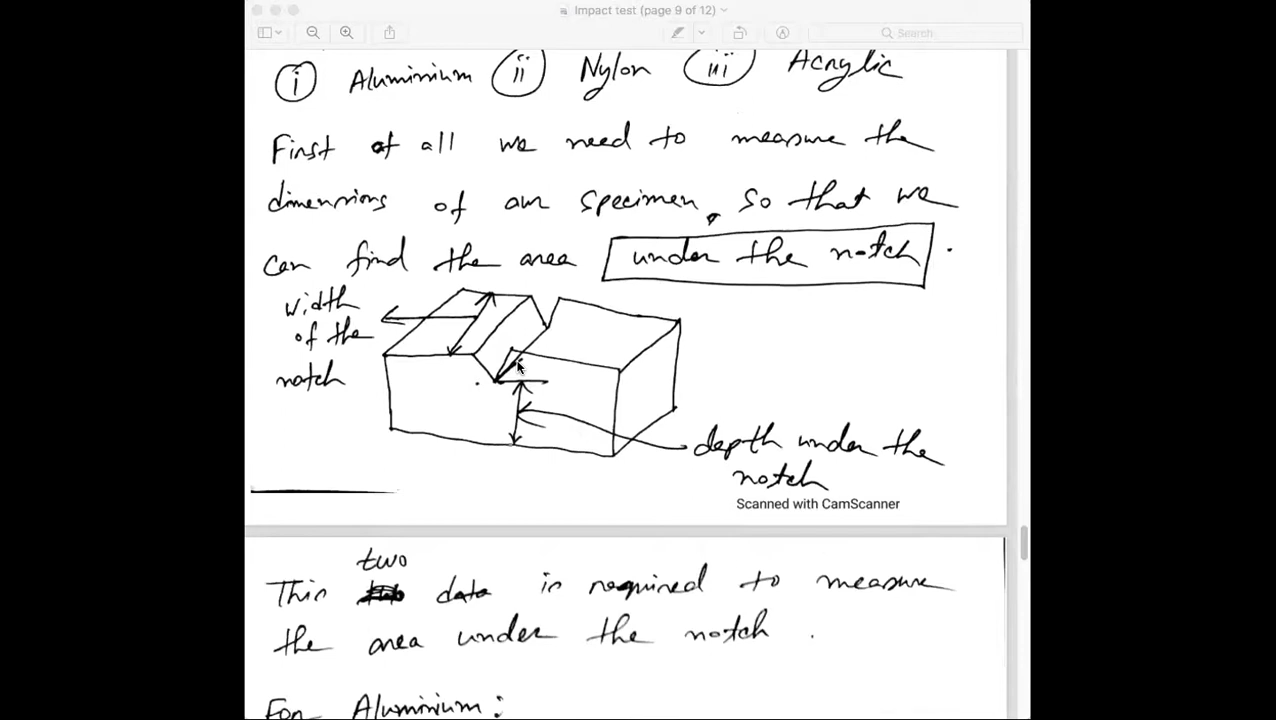 Impact test (page 9 of 12)
Search
i Aluminium ii Nylon iii Acrylic
First of all we need to measure the
dimensions of our specimen, so that we
can find the area under the notch.
width
of the
notch
depth under the
notch
Scanned with CamScanner
two
This data is required to measure
the area under the notch.
For Aluminium: